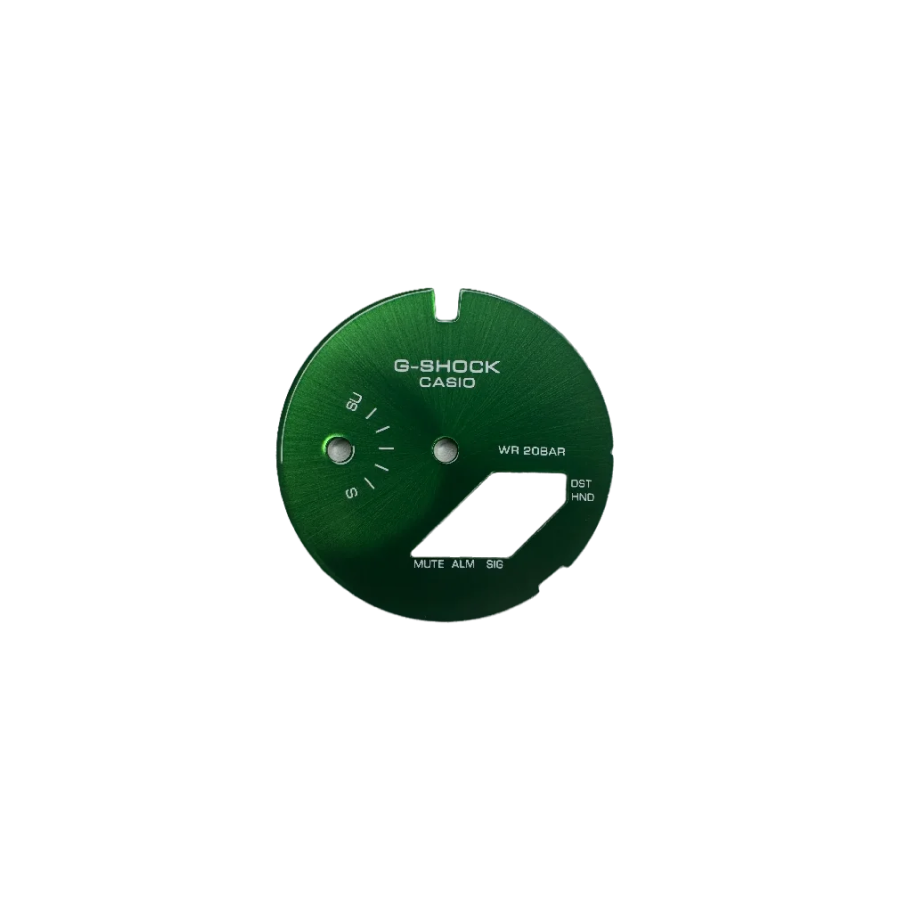 G-SHOCK
CASIO
SU
WR 20BAR
DST
HND
S
MUTE ALM SIG